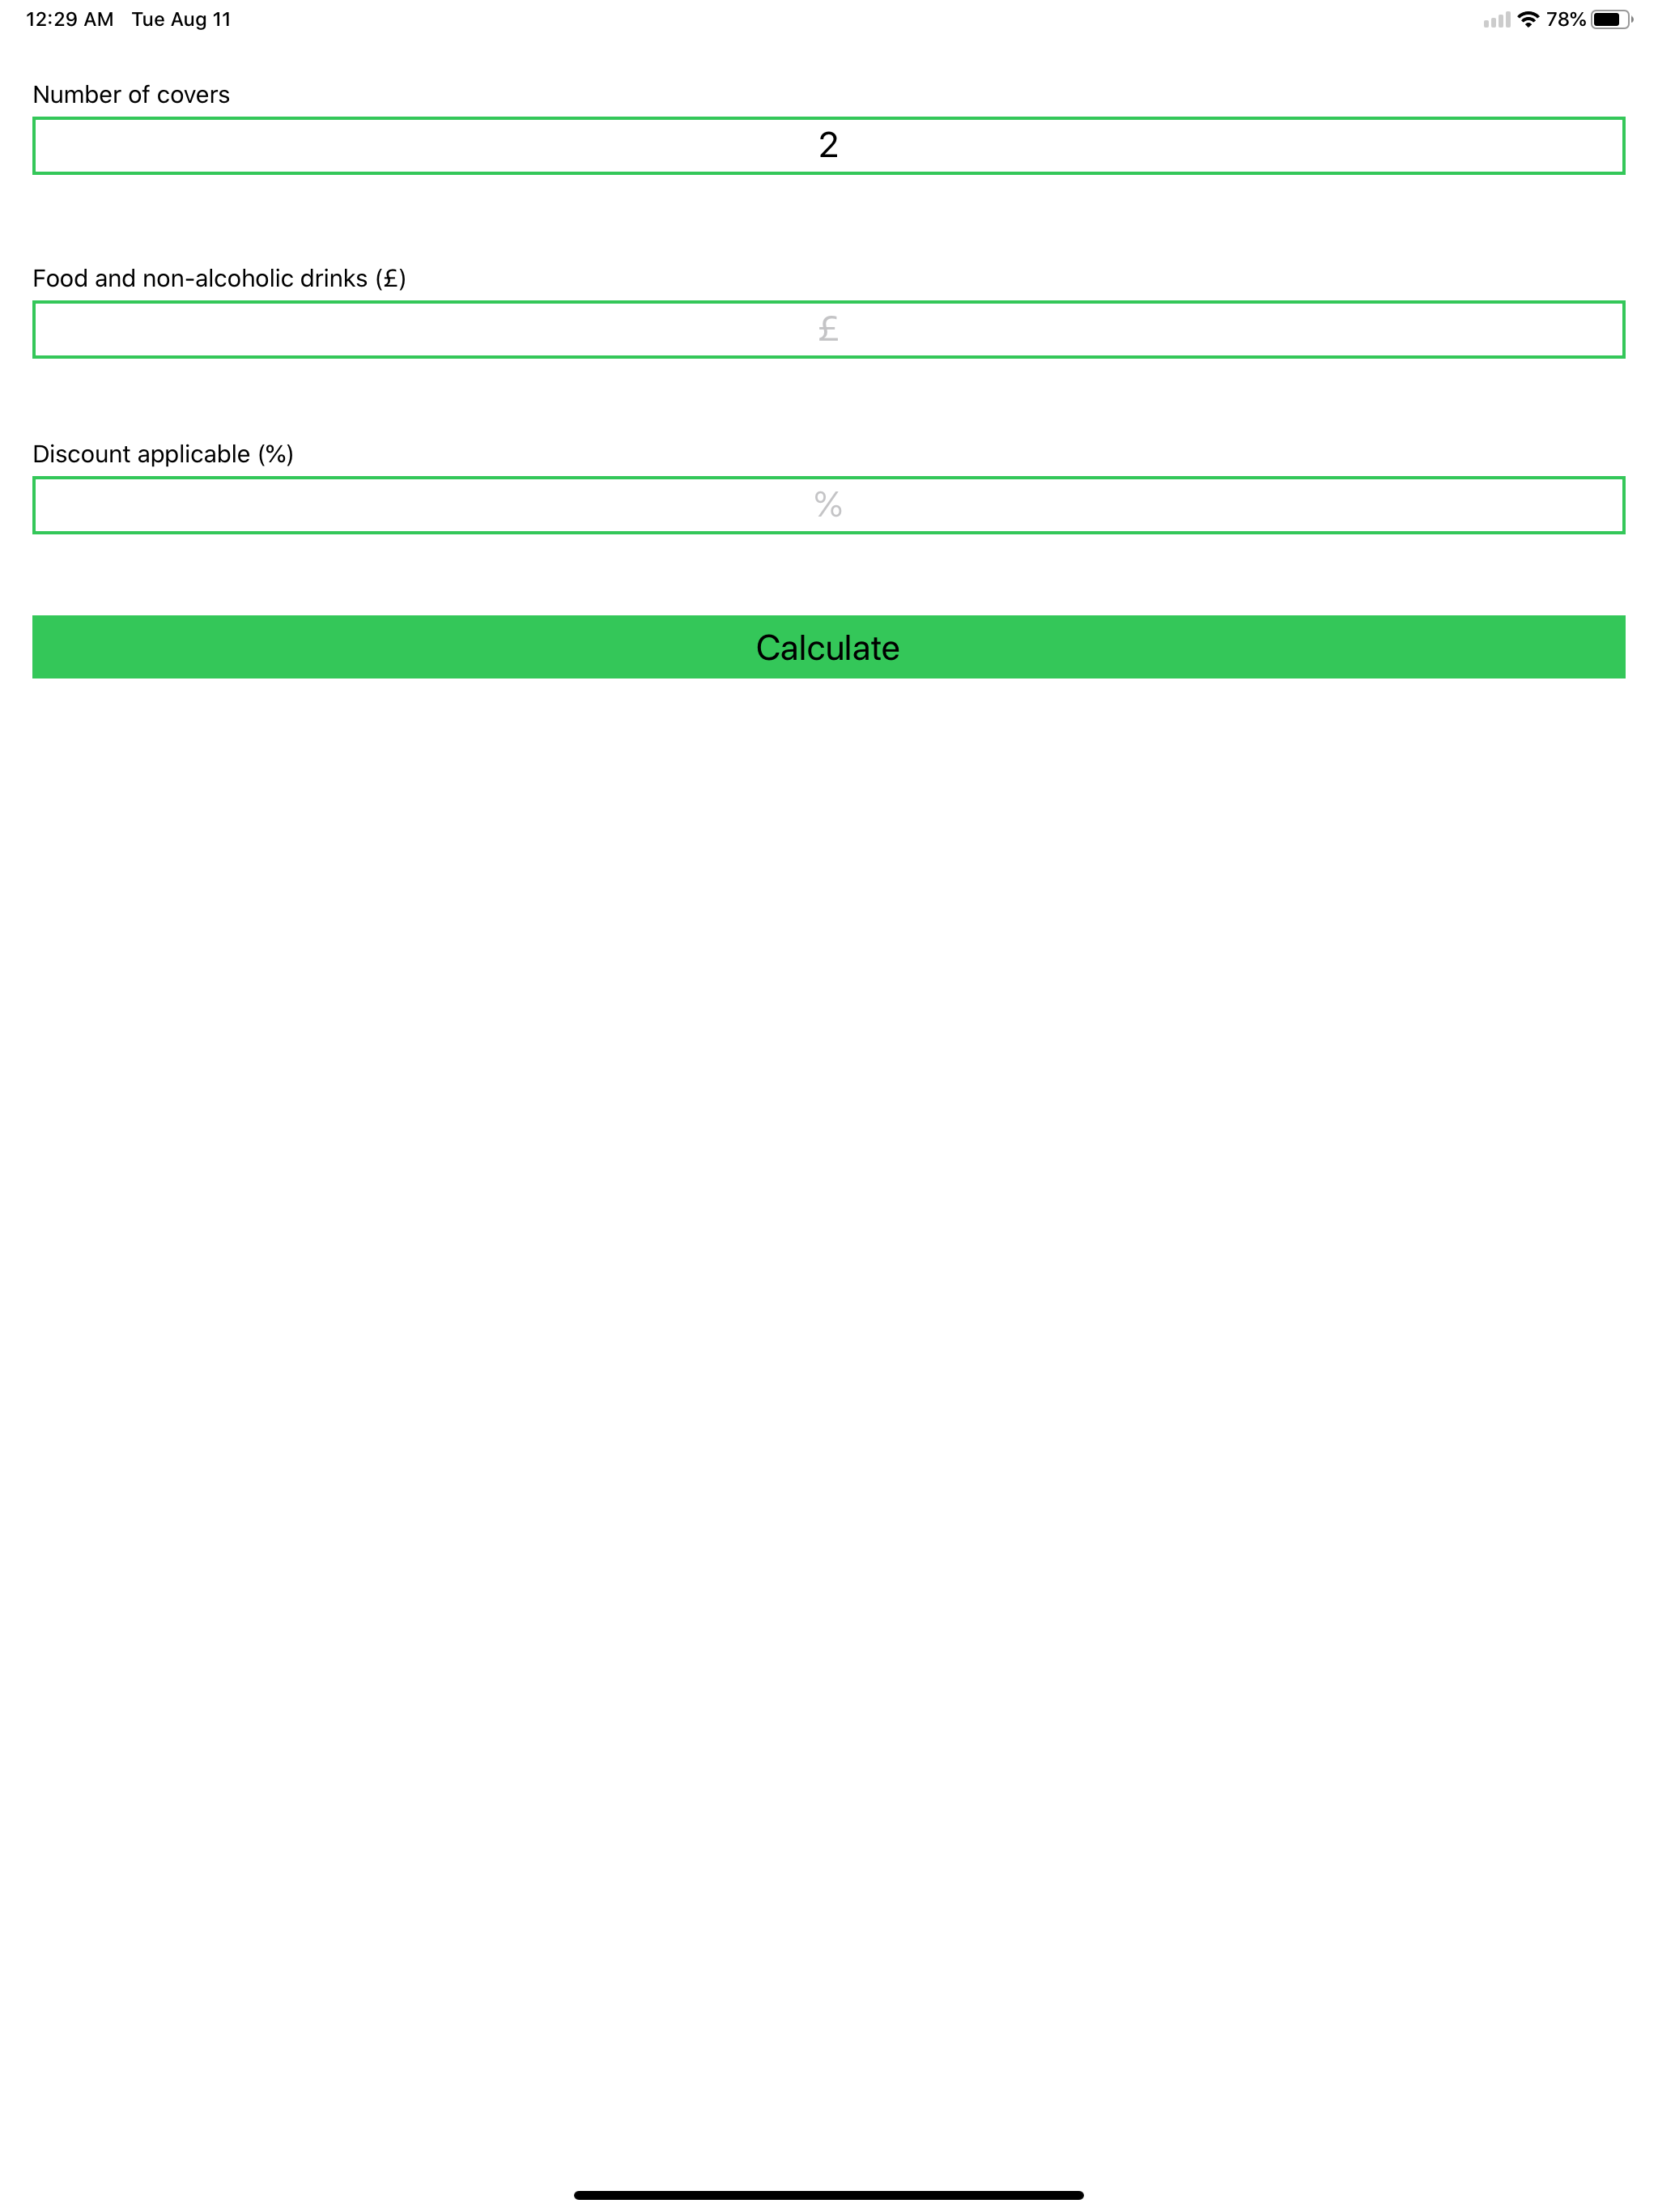 12:29 AM Tue Aug 11 78%
Number of covers
2
Food and non-alcoholic drinks (£)
£
Discount applicable (%)
%
Calculate